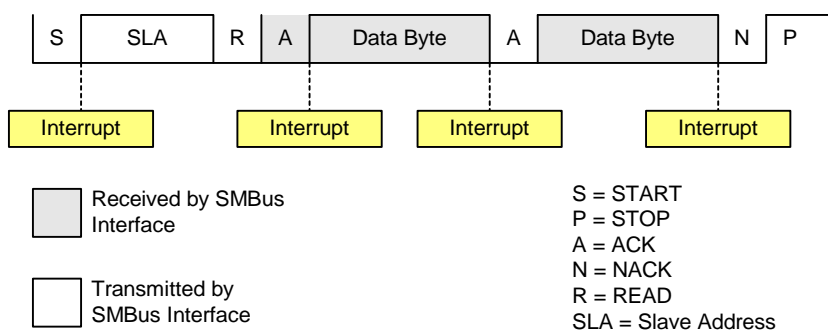 S SLA R A Data Byte A Data Byte N P
Interrupt Interrupt Interrupt Interrupt
Received by SMBus
Interface
Transmitted by
SMBus Interface
S = START
P = STOP
A = ACK
N = NACK
R = READ
SLA = Slave Address